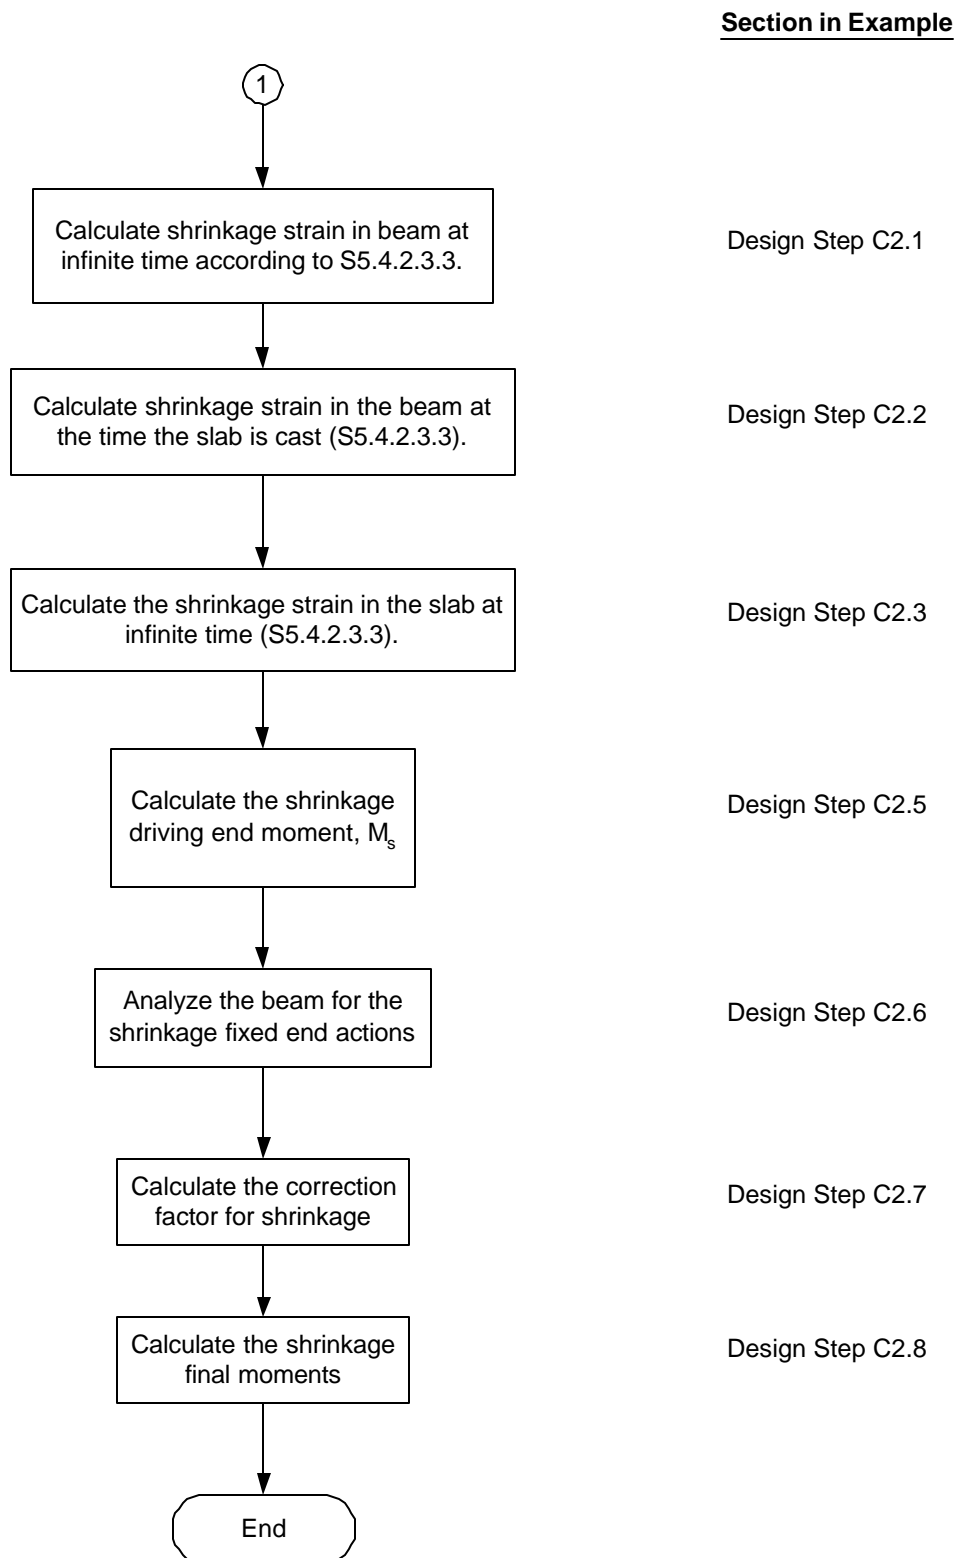 Section in Example
1
Calculate shrinkage strain in beam at
infinite time according to S5.4.2.3.3.
Design Step C2.1
Calculate shrinkage strain in the beam at
the time the slab is cast (S5.4.2.3.3).
Design Step C2.2
Calculate the shrinkage strain in the slab at
infinite time (S5.4.2.3.3).
Design Step C2.3
Calculate the shrinkage
driving end moment, Ms
Design Step C2.5
Analyze the beam for the
shrinkage fixed end actions
Design Step C2.6
Calculate the correction
factor for shrinkage
Design Step C2.7
Calculate the shrinkage
final moments
Design Step C2.8
End